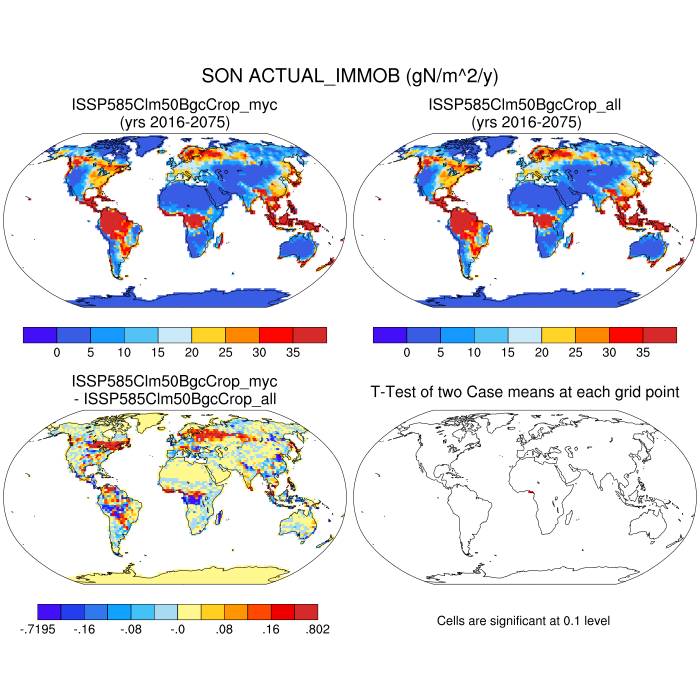 SON ACTUAL_IMMOB (gN/m^2/y)
ISSP585Clm50BgcCrop_myc
(yrs 2016-2075)
ISSP585Clm50BgcCrop_all
(yrs 2016-2075)
0 5 10 15 20 25 30 35
0 5 10 15 20 25 30 35
ISSP585Clm50BgcCrop_myc
- ISSP585Clm50BgcCrop_all
T-Test of two Case means at each grid point
-.7195 -.16 -.08 -.0 .08 .16 .802
Cells are significant at 0.1 level